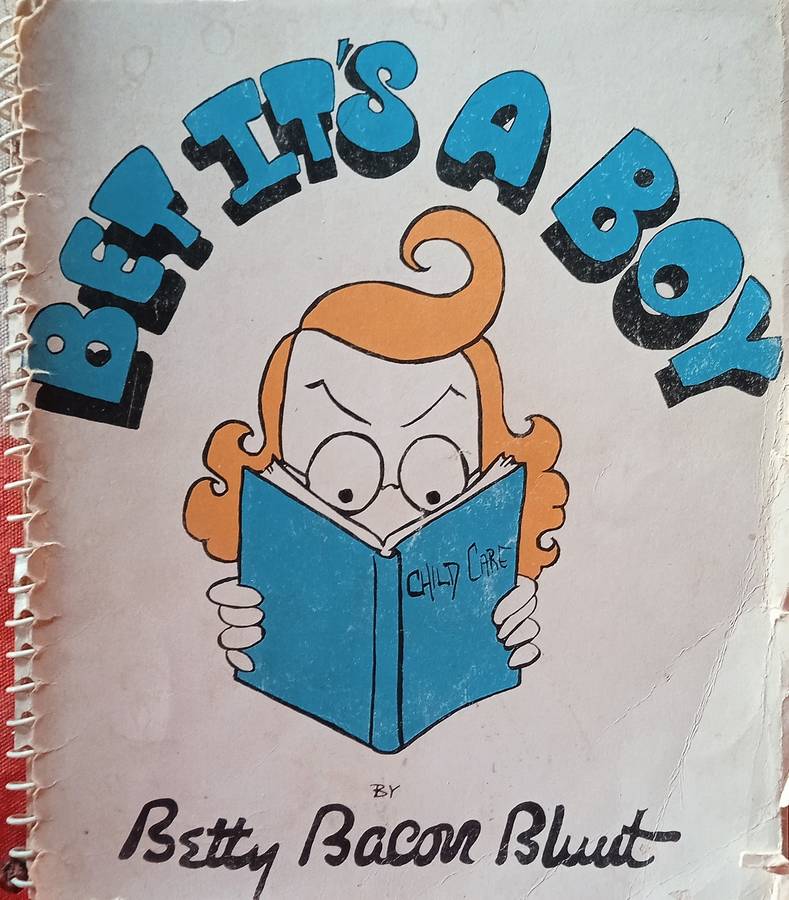 BET IT'S A BOY
CHILD CARE
BY
Betty Bacon Blunt